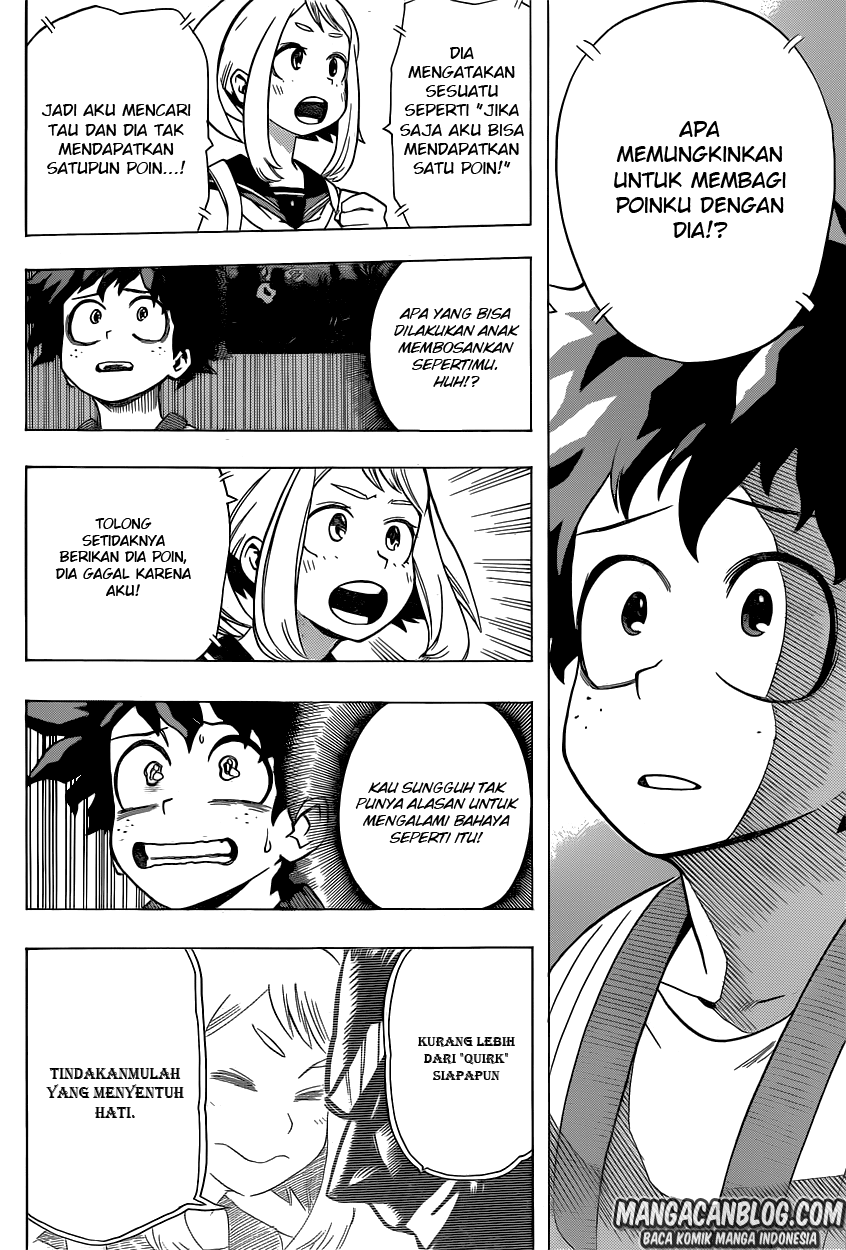 APA
MEMUNGKINKAN
UNTUK MEMBAGI
POINKU DENGAN
DIA!?
DIA
MENGATAKAN
SESUATU
SEPERTI "JIKA
SAJA AKU BISA
MENDAPATKAN
SATU POIN!"
JADI AKU MENCARI
TAU DAN DIA TAK
MENDAPATKAN
SATUPUN POIN...!
APA YANG BISA
DILAKUKAN ANAK
MEMBOSANKAN
SEPERTIMU.
HUH!?
TOLONG
SETIDAKNYA
BERIKAN DIA POIN,
DIA GAGAL KARENA
AKU!
KAU SUNGGUH TAK
PUNYA ALASAN UNTUK
MENGALAMI BAHAYA
SEPERTI ITU!
KURANG LEBIH
DARI "QUIRK"
SIAPAPUN
TINDAKANMULAH
YANG MENYENTUH
HATI.
MANGACANBLOG.COM
BACA KOMIK MANGA INDONESIA